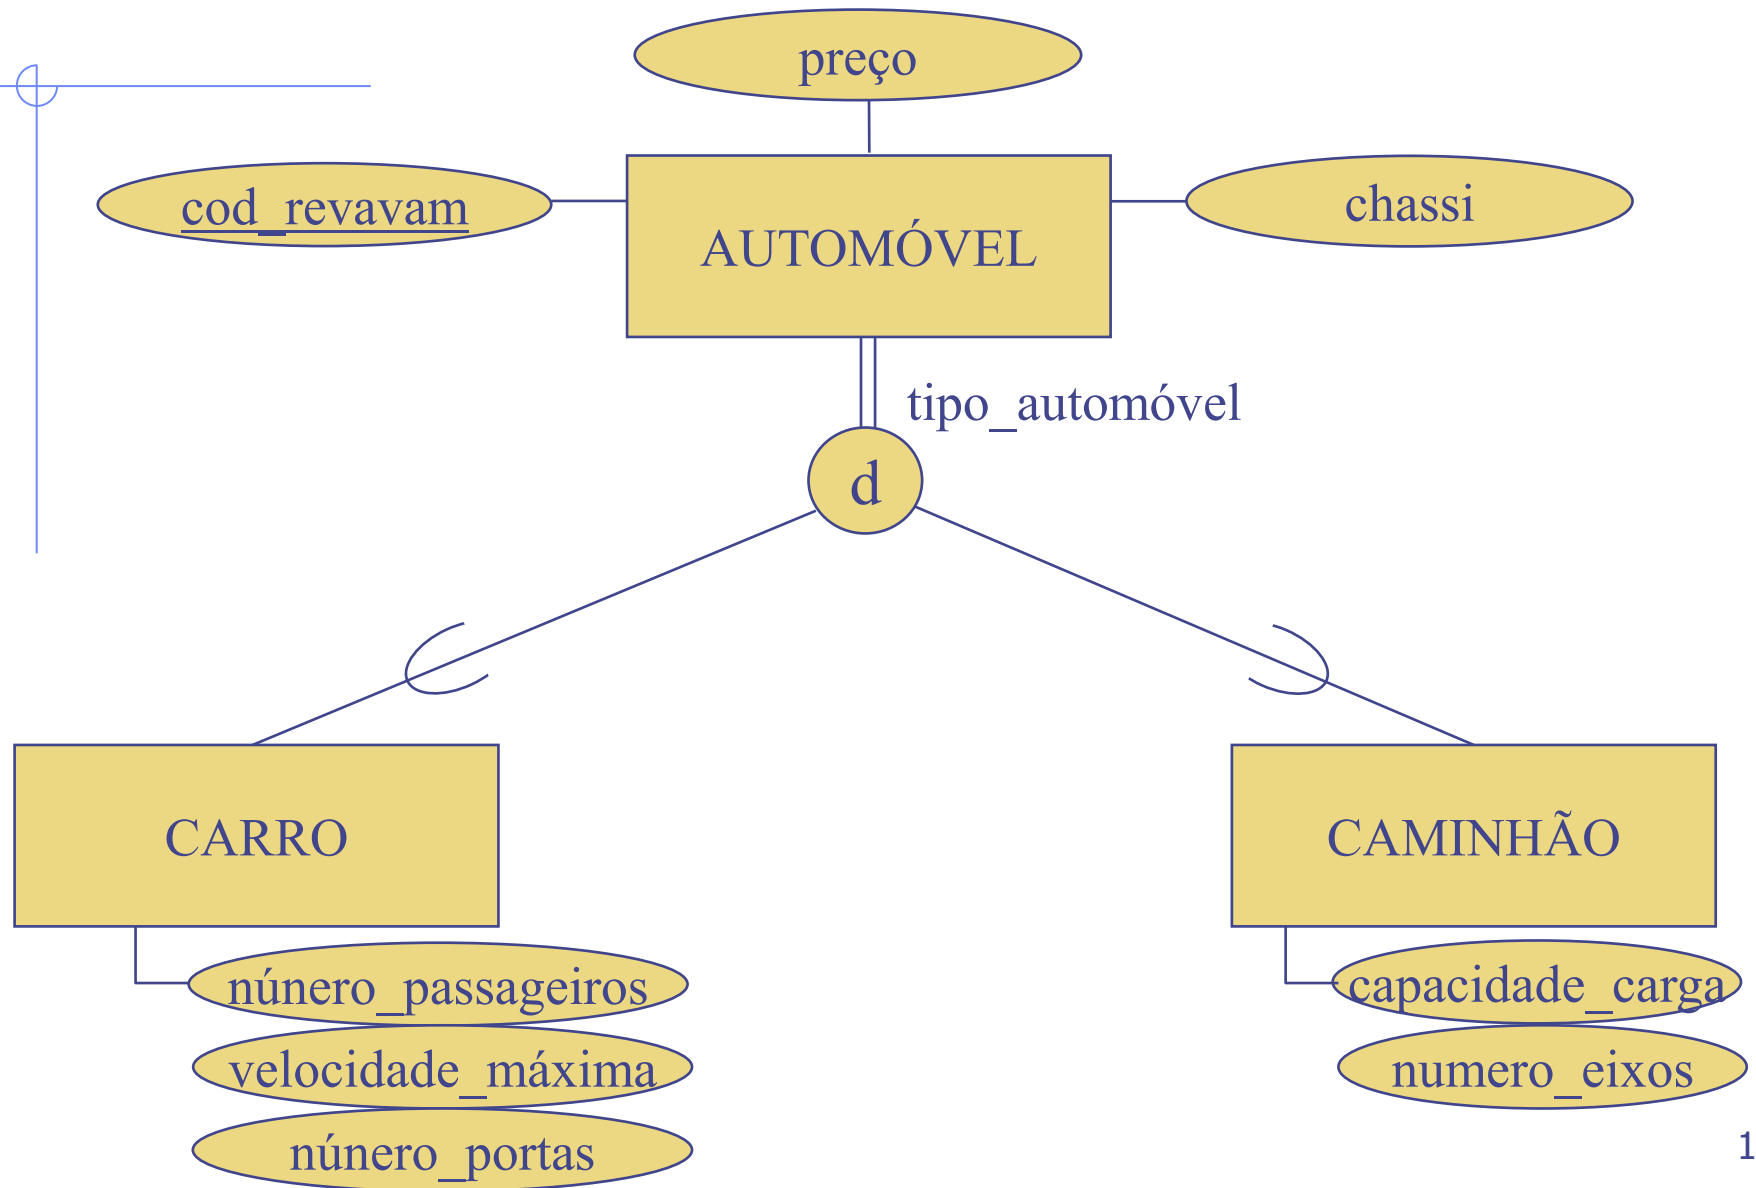 preço
cod_revavam
AUTOMÓVEL
chassi
tipo_automóvel
d
CARRO
CAMINHÃO
núnero_passageiros
capacidade_carga
velocidade_máxima
numero_eixos
núnero_portas
1